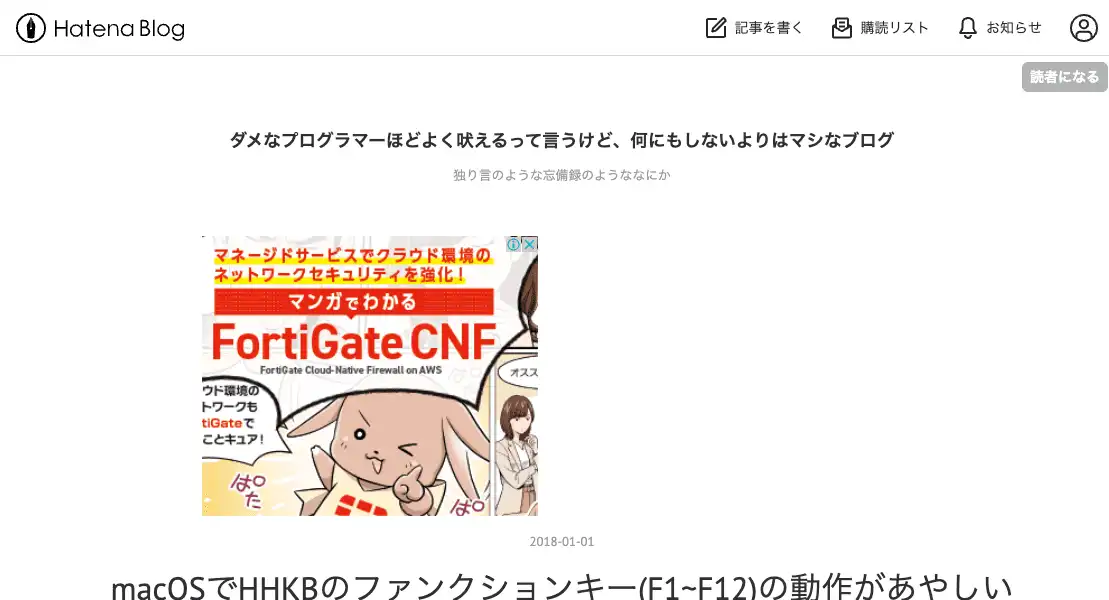 Hatena Blog
記事を書く
購読リスト
お知らせ
読者になる
ダメなプログラマーほどよく吠えるって言うけど、何にもしないよりはマシなブログ
独り言のような忘備録のようななにか
マネージドサービスでクラウド環境の
ネットワークセキュリティを強化!
マンガでわかる
FortiGate CNF
FortiGate Cloud-Native Firewall on AWS
オスス
ウド環境の
トワークも
tiGateで
ことキュア!
ぱた
ぱ
2018-01-01
macOSでHHKBのファンクションキー(F1~F12)の動作があやしい